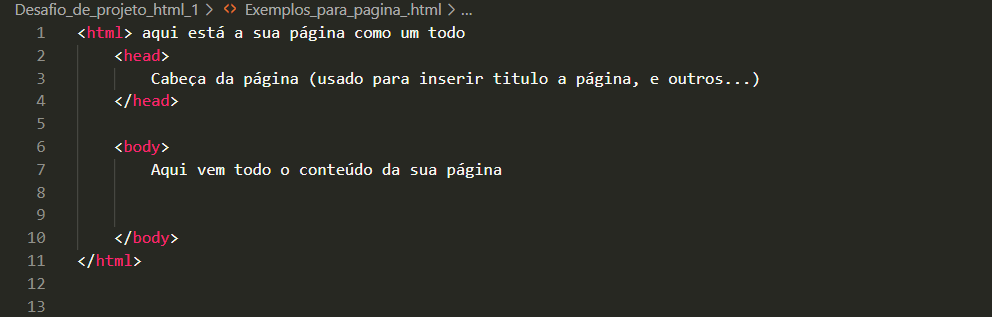 Desafio_de_projeto_html_1 > <> Exemplos_para_pagina_.html > ...
1 <html> aqui está a sua página como um todo
2 <head>
3 Cabeça da página (usado para inserir titulo a página, e outros...)
4 </head>
5
6 <body>
7 Aqui vem todo o conteúdo da sua página
8
9
10 </body>
11 </html>
12
13